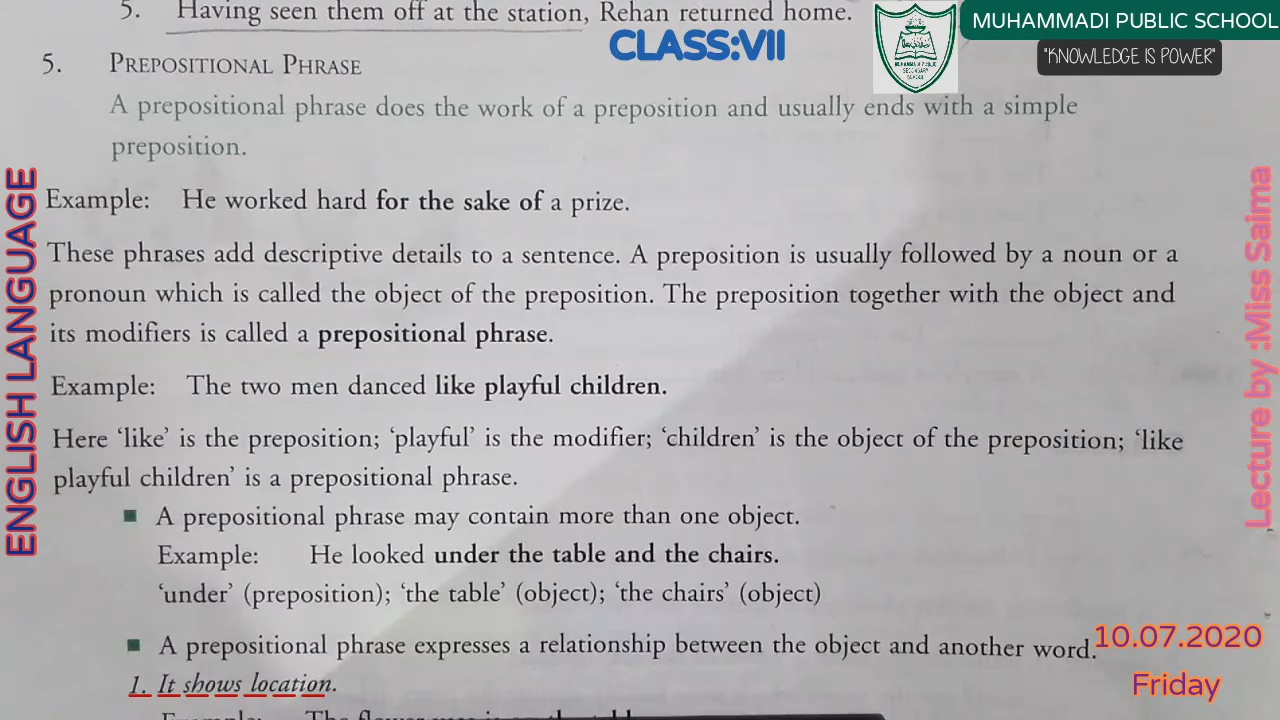 5. Having seen them off at the station, Rehan returned home.
MUHAMMADI PUBLIC SCHOOL
CLASS:VII
"KNOWLEDGE IS POWER"
5. PREPOSITIONAL PHRASE
A prepositional phrase does the work of a preposition and usually ends with a simple
preposition.
ENGLISH LANGUAGE
Lecture by :Miss Saima
Example: He worked hard for the sake of a prize.
These phrases add descriptive details to a sentence. A preposition is usually followed by a noun or a
pronoun which is called the object of the preposition. The preposition together with the object and
its modifiers is called a prepositional phrase.
Example: The two men danced like playful children.
Here ‘like’ is the preposition; ‘playful’ is the modifier; ‘children’ is the object of the preposition; ‘like
playful children’ is a prepositional phrase.
■ A prepositional phrase may contain more than one object.
Example: He looked under the table and the chairs.
‘under’ (preposition); ‘the table’ (object); ‘the chairs’ (object)
■ A prepositional phrase expresses a relationship between the object and another word.
10.07.2020
Friday
1. It shows location.